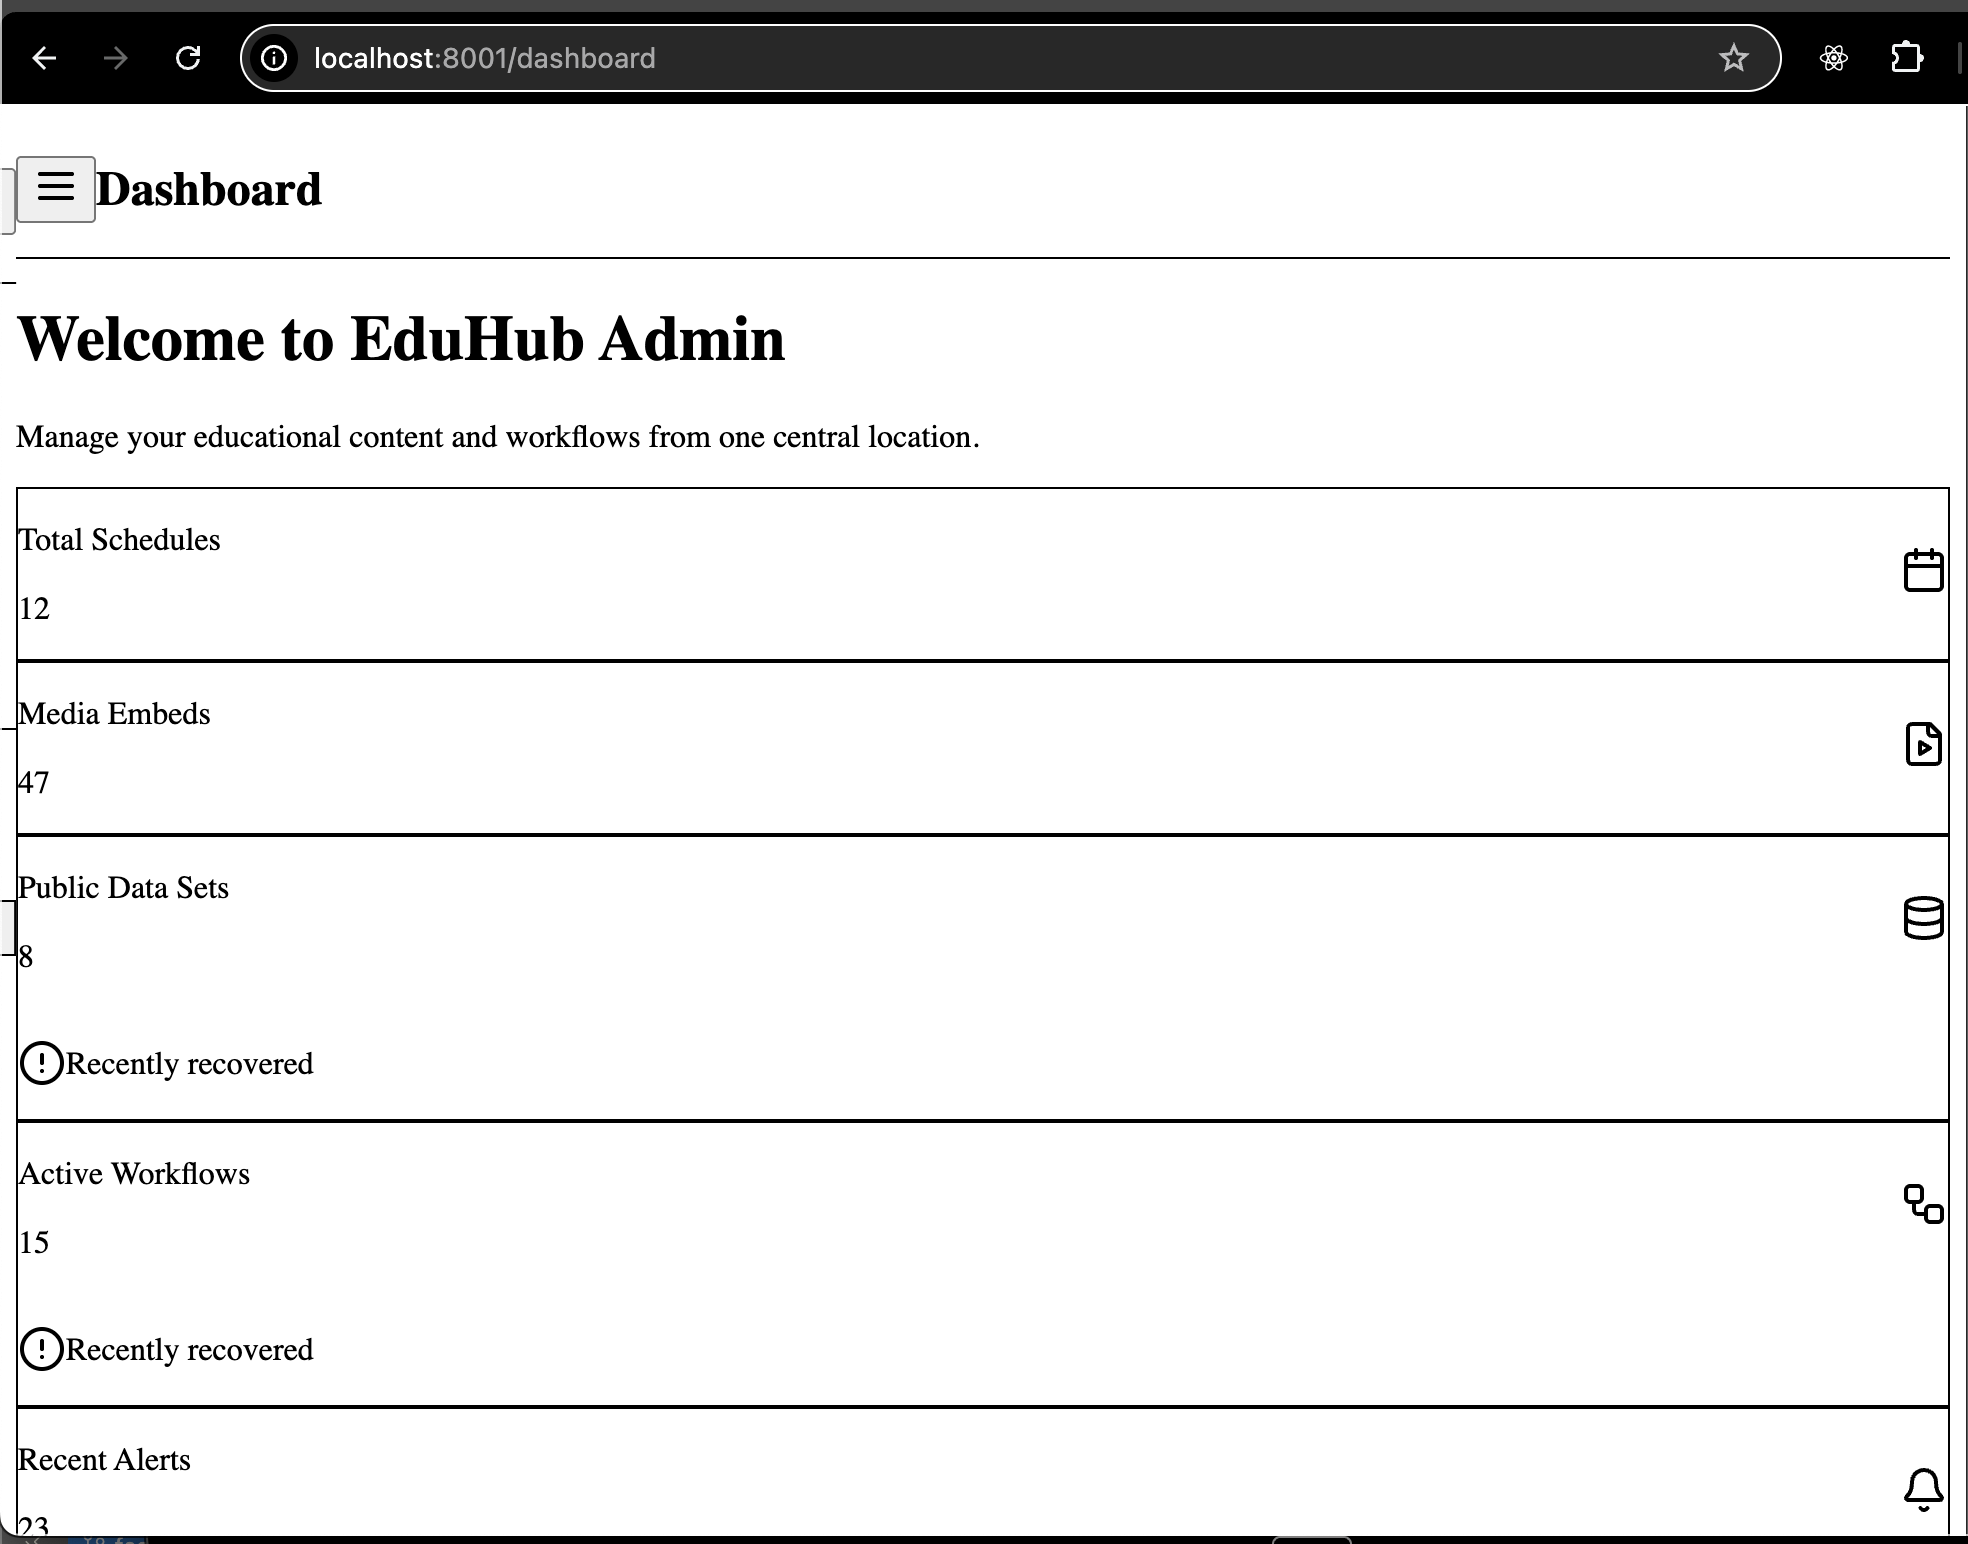 localhost:8001/dashboard
Dashboard
Welcome to EduHub Admin
Manage your educational content and workflows from one central location.
Total Schedules
12
Media Embeds
47
Public Data Sets
8
Recently recovered
Active Workflows
15
Recently recovered
Recent Alerts
23